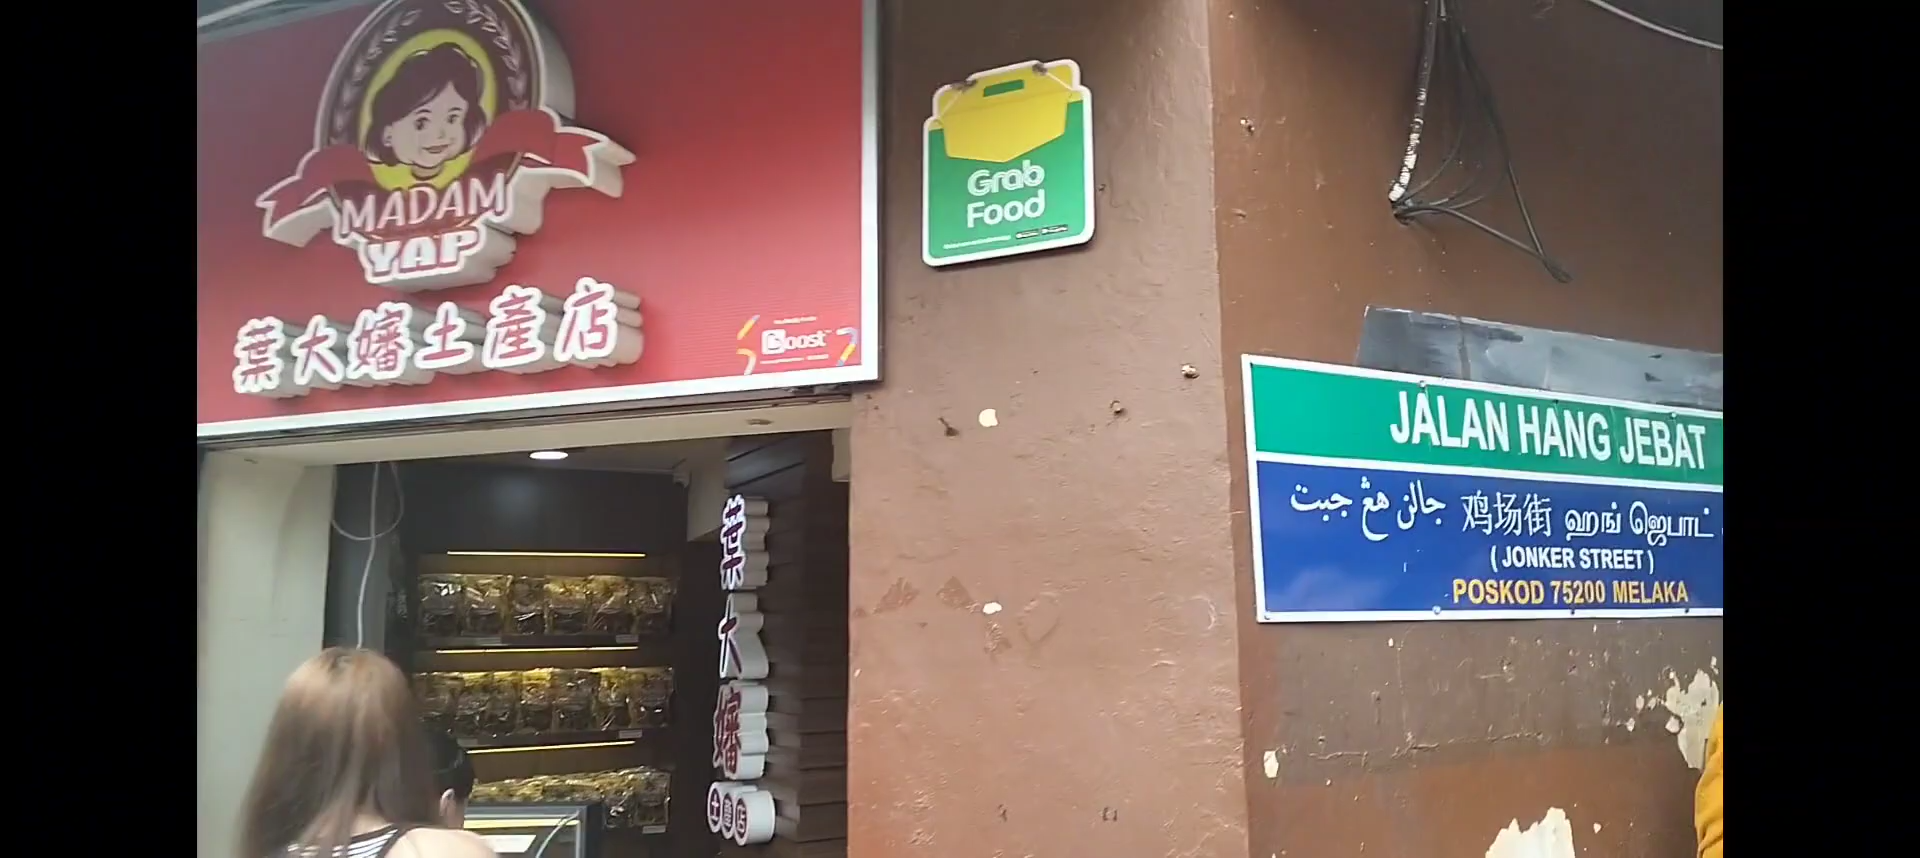 MADAM
YAP
葉大嬸土產店
Boost
Grab
Food
葉大嬸
土產店
JALAN HANG JEBAT
جالن هڠ جيبت 鸡场街 ஹங் ஜெபாட்
( JONKER STREET )
POSKOD 75200 MELAKA